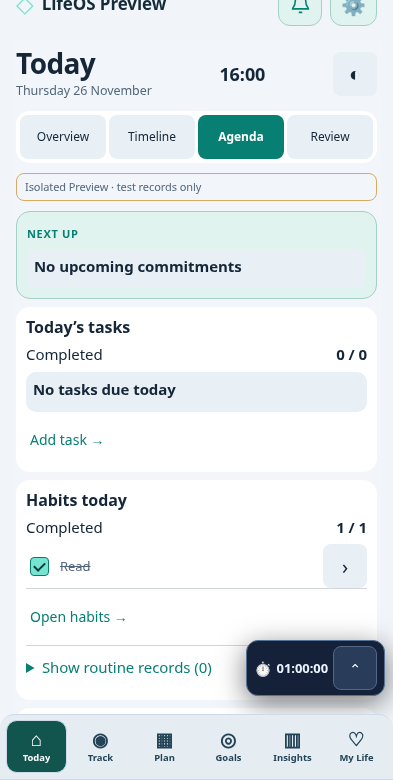 LifeOS Preview
Today
Thursday 26 November
16:00
Overview
Timeline
Agenda
Review
Isolated Preview · test records only
NEXT UP
No upcoming commitments
Today’s tasks
Completed 0 / 0
No tasks due today
Add task →
Habits today
Completed 1 / 1
Read
Open habits →
Show routine records (0)
01:00:00
Today
Track
Plan
Goals
Insights
My Life